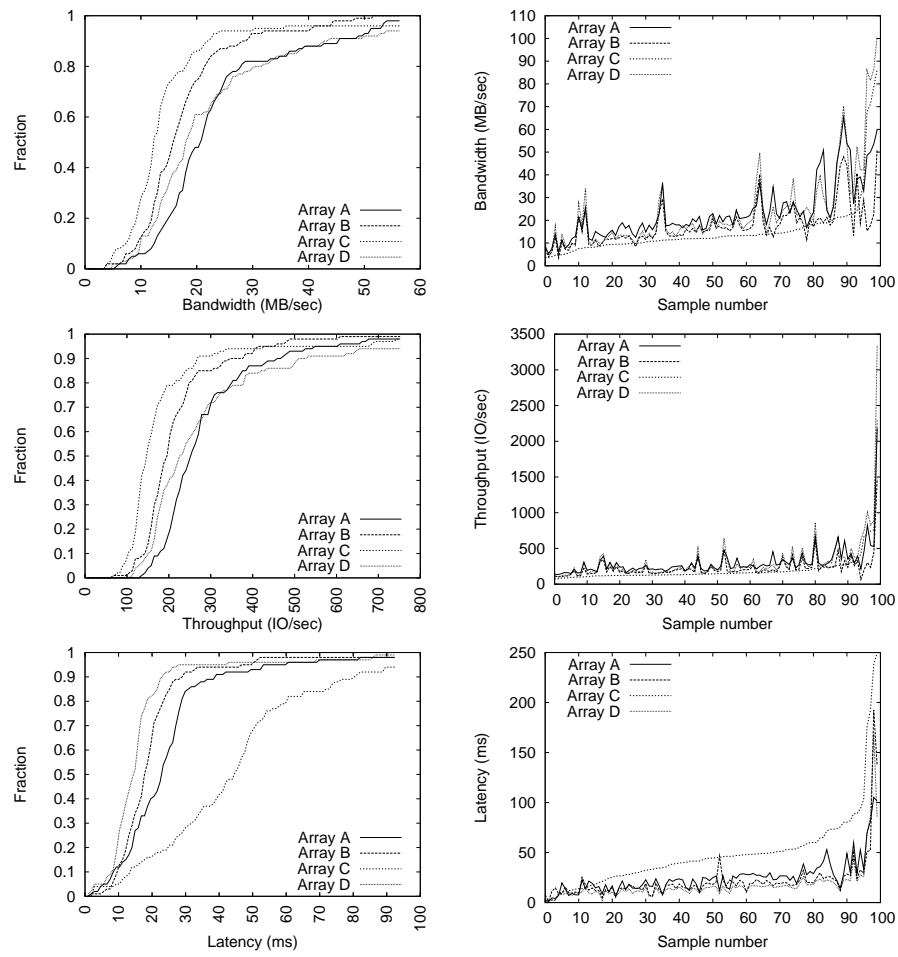 Fraction
1
0.8
0.6
0.4
0.2
0
0
10
20
30
40
50
60
Bandwidth (MB/sec)
Array A
Array B
Array C
Array D
Bandwidth (MB/sec)
110
100
90
80
70
60
50
40
30
20
10
0
0 10 20 30 40 50 60 70 80 90 100
Sample number
Array A
Array B
Array C
Array D
Fraction
1
0.9
0.8
0.7
0.6
0.5
0.4
0.3
0.2
0.1
0
0
100
200
300
400
500
600
700
800
Throughput (IO/sec)
Array A
Array B
Array C
Array D
Throughput (IO/sec)
3500
3000
2500
2000
1500
1000
500
0
0 10 20 30 40 50 60 70 80 90 100
Sample number
Array A
Array B
Array C
Array D
Fraction
1
0.9
0.8
0.7
0.6
0.5
0.4
0.3
0.2
0.1
0
0 10 20 30 40 50 60 70 80 90 100
Latency (ms)
Array A
Array B
Array C
Array D
Latency (ms)
250
200
150
100
50
0
0 10 20 30 40 50 60 70 80 90 100
Sample number
Array A
Array B
Array C
Array D